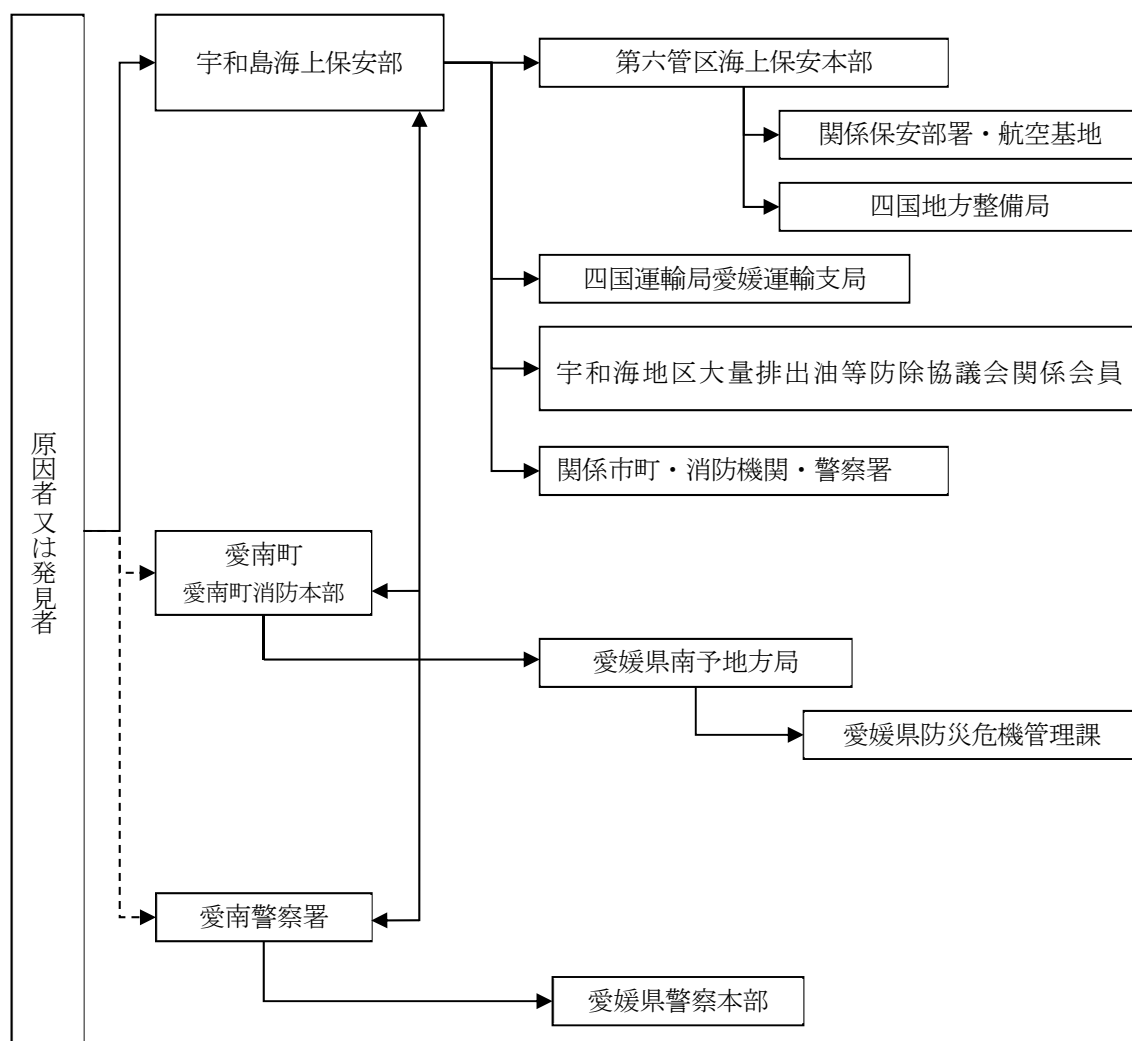 原因者又は発見者
宇和島海上保安部
第六管区海上保安本部
関係保安部署・航空基地
四国地方整備局
四国運輸局愛媛運輸支局
宇和海地区大量排出油等防除協議会関係会員
関係市町・消防機関・警察署
愛南町
愛南町消防本部
愛媛県南予地方局
愛媛県防災危機管理課
愛南警察署
愛媛県警察本部